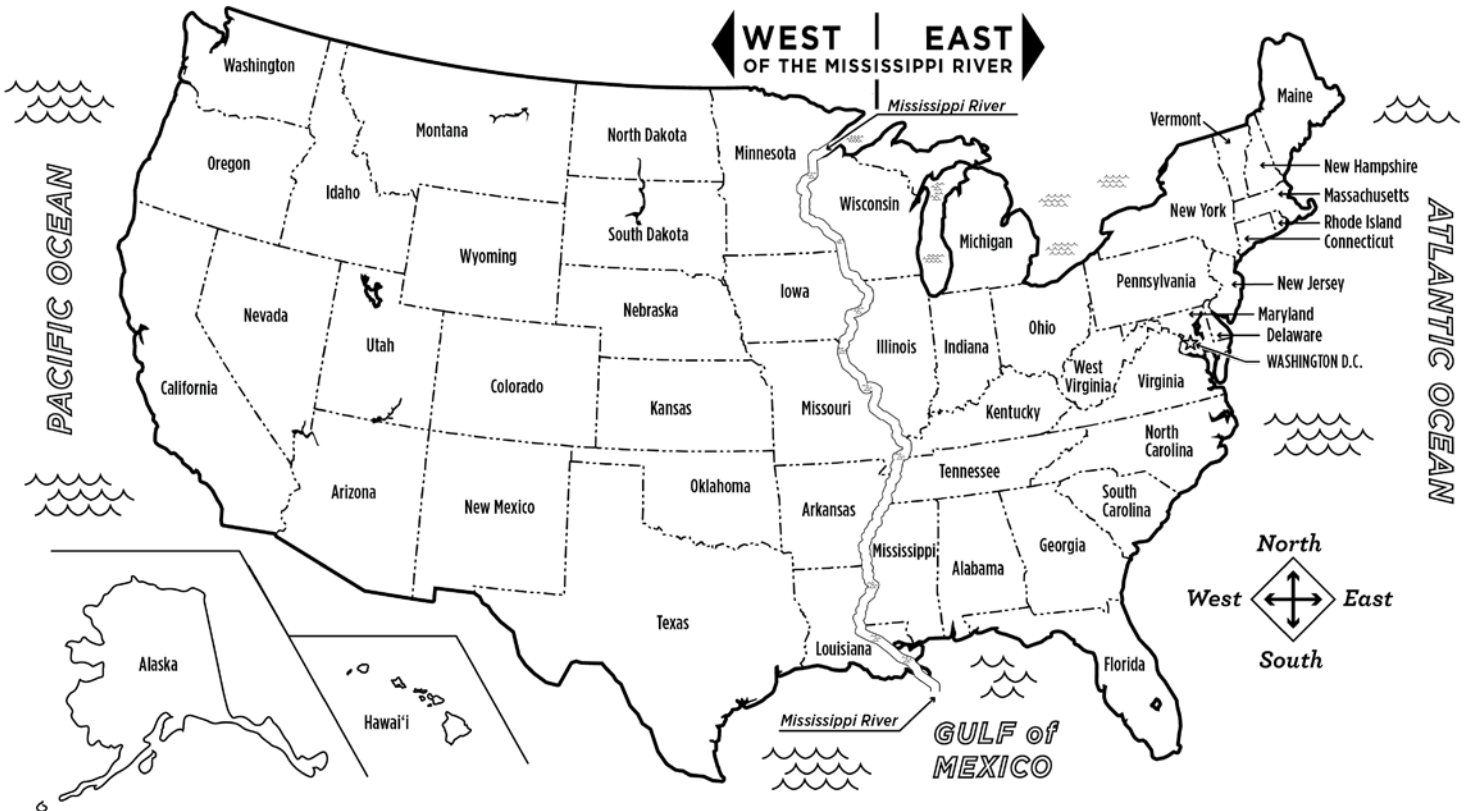 WEST EAST
OF THE MISSISSIPPI RIVER
Mississippi River
Washington
Oregon
Idaho
Montana
North Dakota
South Dakota
Minnesota
Wisconsin
Michigan
Vermont
Maine
New Hampshire
Massachusetts
Rhode Island
Connecticut
New York
Pennsylvania
New Jersey
Maryland
Delaware
WASHINGTON D.C.
PACIFIC OCEAN
ATLANTIC OCEAN
Wyoming
Nebraska
Iowa
Nevada
Utah
Colorado
California
Kansas
Missouri
Illinois
Indiana
Ohio
West
Virginia
Virginia
Kentucky
North
Carolina
Tennessee
South
Carolina
Arizona
New Mexico
Oklahoma
Arkansas
Mississippi
Alabama
Georgia
Texas
Louisiana
Florida
Alaska
Hawai‘i
Mississippi River
GULF of
MEXICO
North
West East
South